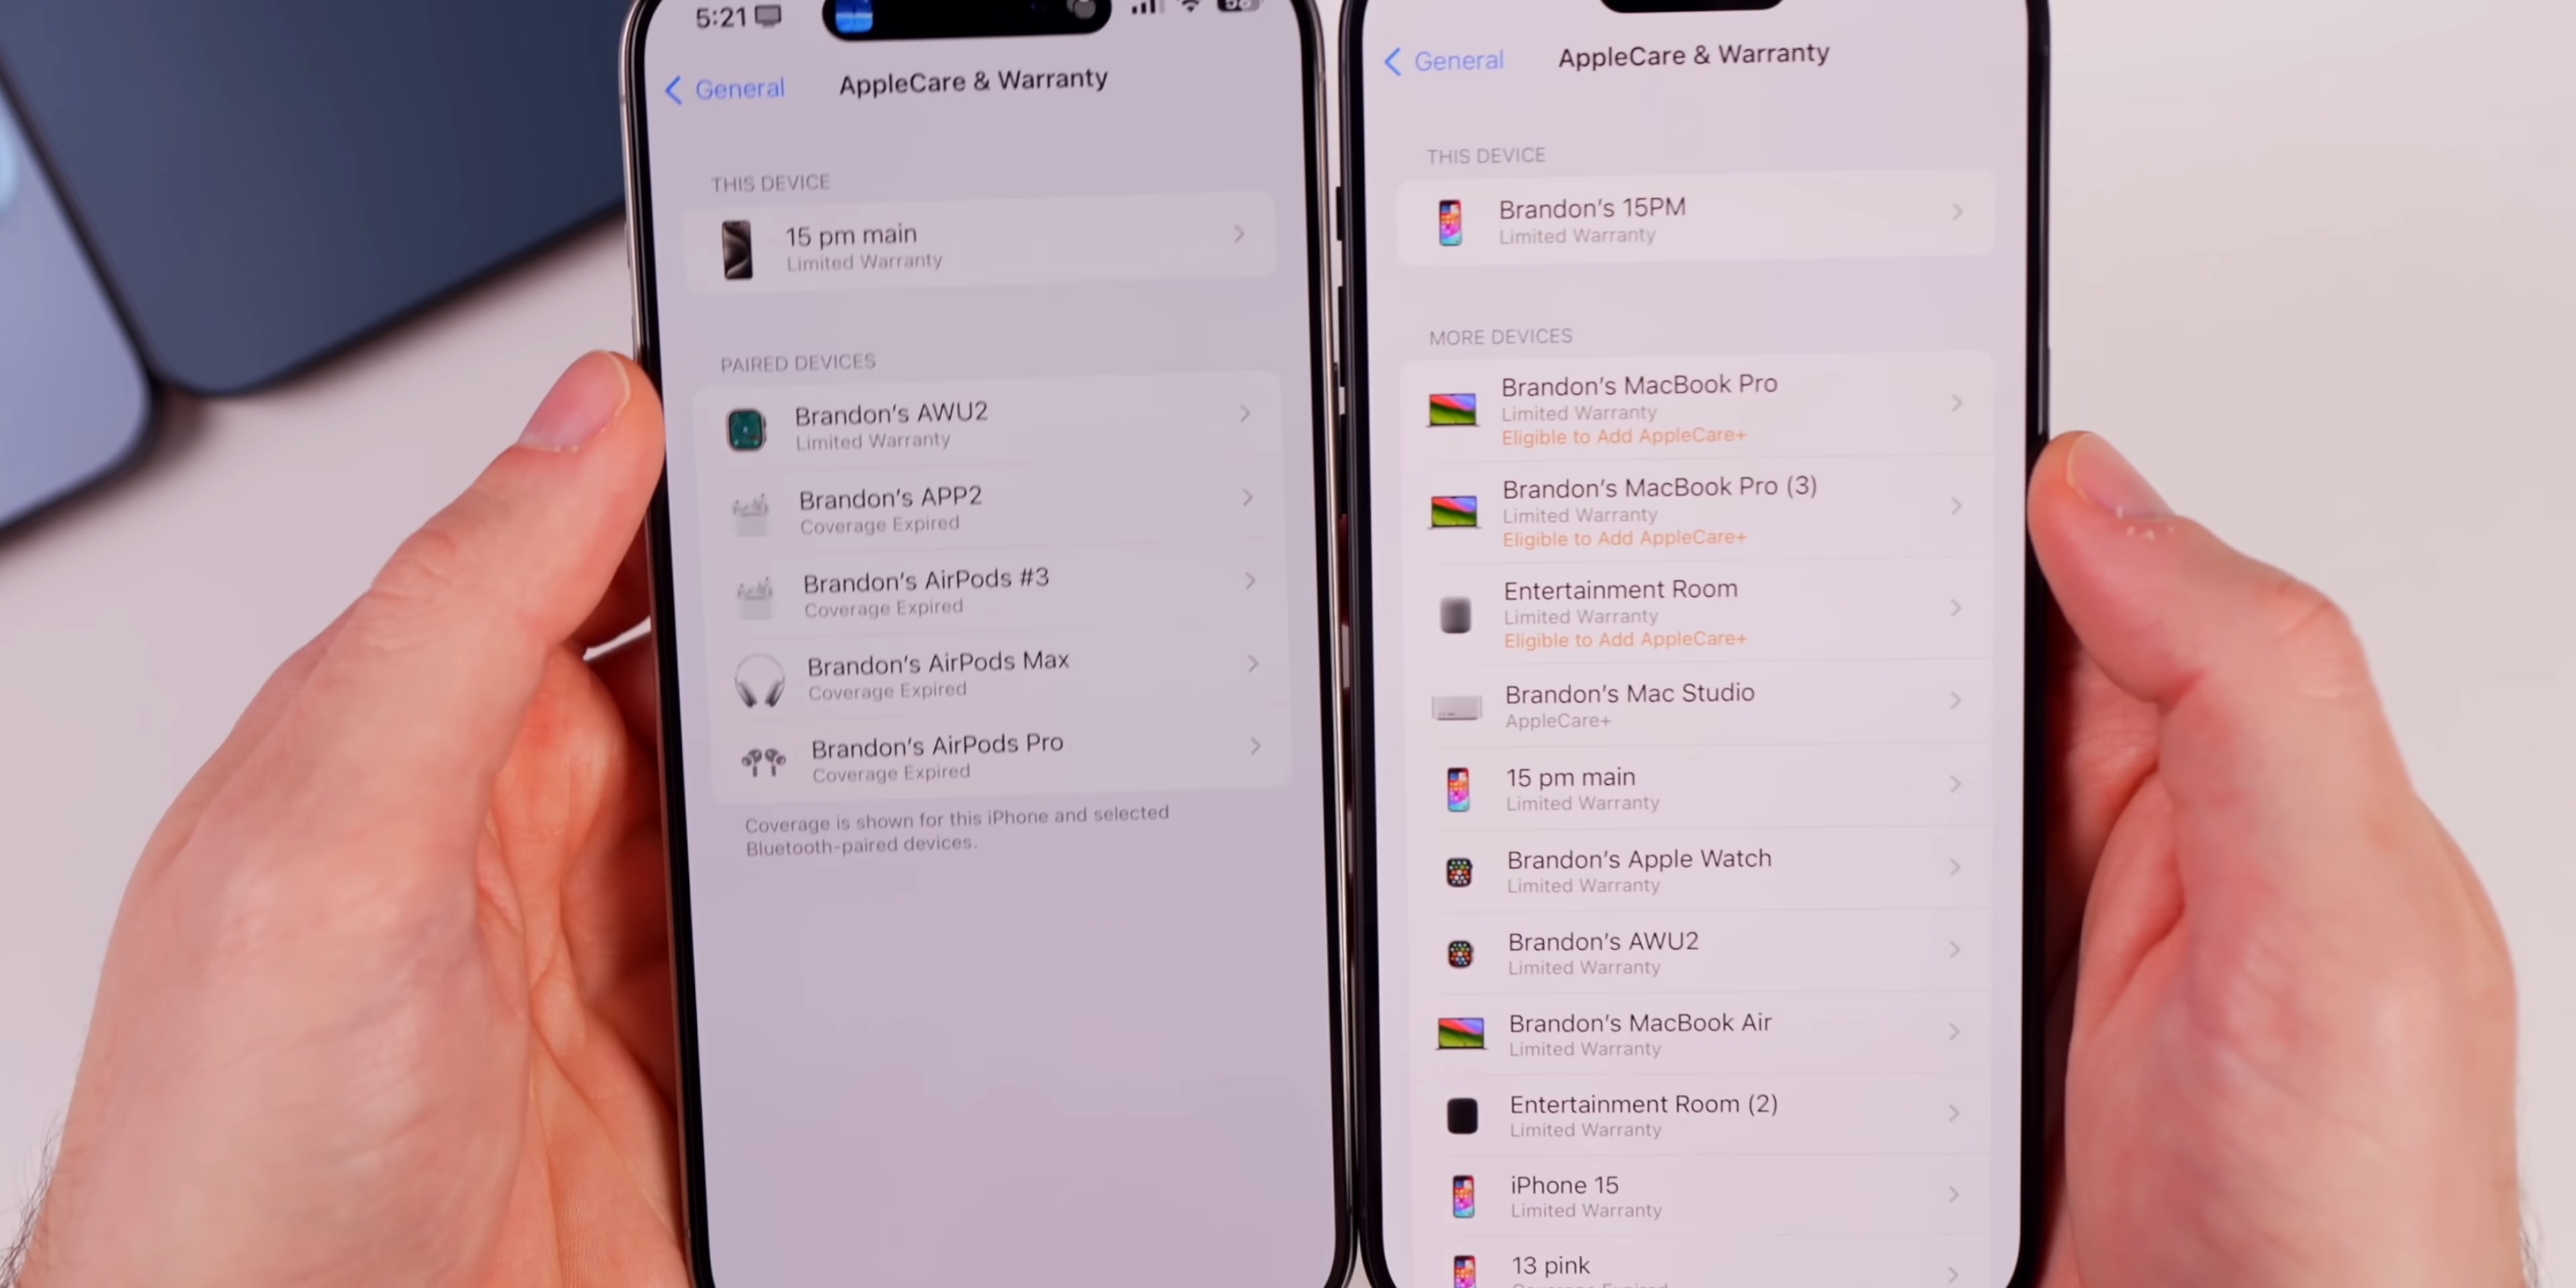 5:21
General
AppleCare & Warranty
THIS DEVICE
15 pm main
Limited Warranty
PAIRED DEVICES
Brandon's AWU2
Limited Warranty
Brandon's APP2
Coverage Expired
Brandon's AirPods #3
Coverage Expired
Brandon's AirPods Max
Coverage Expired
Brandon's AirPods Pro
Coverage Expired
Coverage is shown for this iPhone and selected
Bluetooth-paired devices.
General
AppleCare & Warranty
THIS DEVICE
Brandon's 15PM
Limited Warranty
MORE DEVICES
Brandon's MacBook Pro
Limited Warranty
Eligible to Add AppleCare+
Brandon's MacBook Pro (3)
Limited Warranty
Eligible to Add AppleCare+
Entertainment Room
Limited Warranty
Eligible to Add AppleCare+
Brandon's Mac Studio
AppleCare+
15 pm main
Limited Warranty
Brandon's Apple Watch
Limited Warranty
Brandon's AWU2
Limited Warranty
Brandon's MacBook Air
Limited Warranty
Entertainment Room (2)
Limited Warranty
iPhone 15
Limited Warranty
13 pink